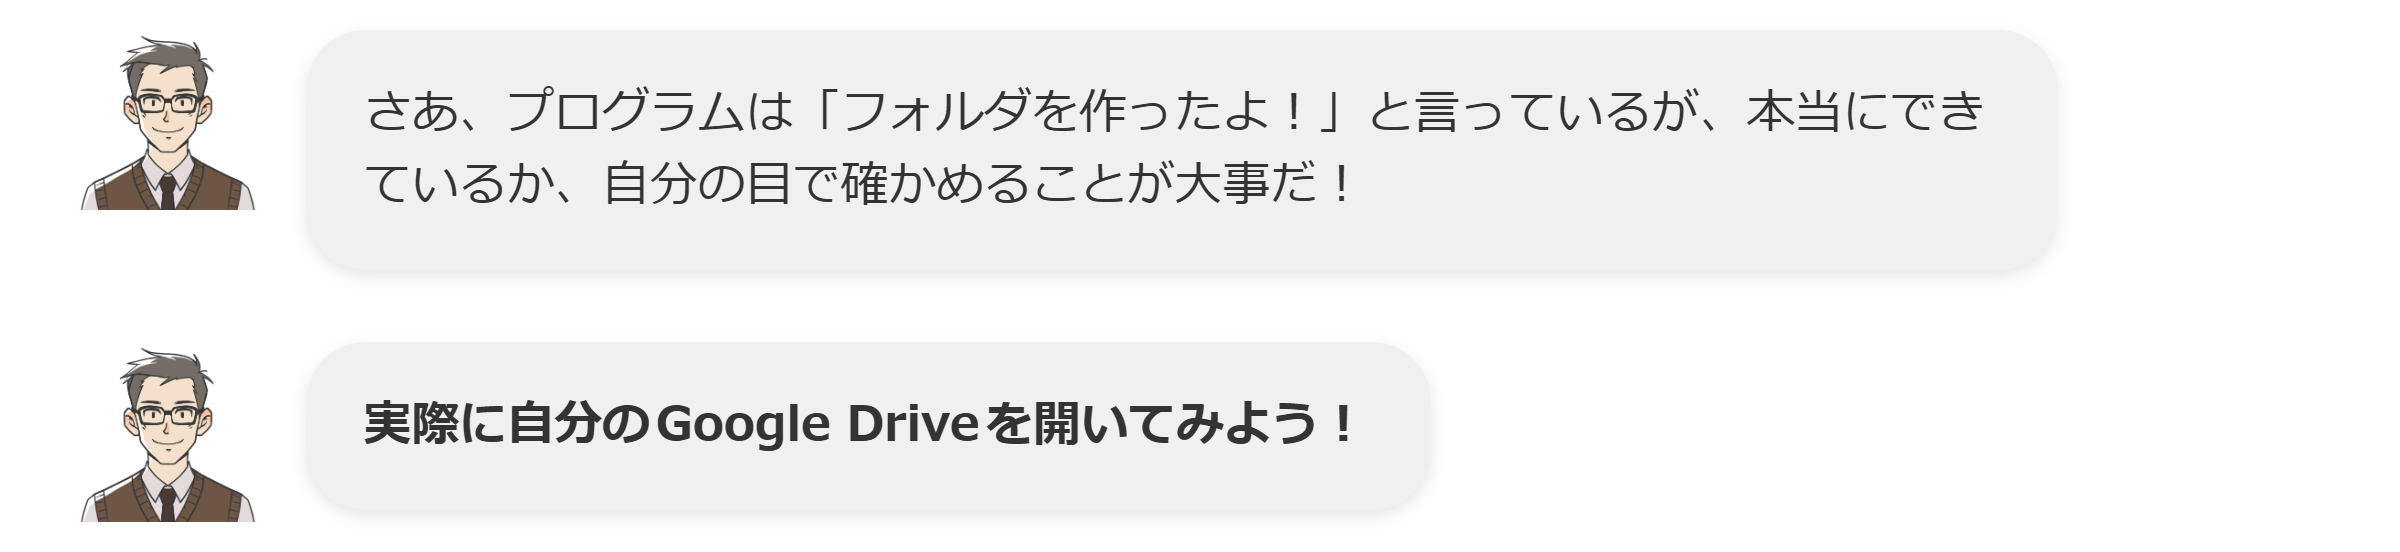 さあ、プログラムは「フォルダを作ったよ！」と言っているが、本当にでき
ているか、自分の目で確かめることが大事だ！
実際に自分のGoogle Driveを開いてみよう！